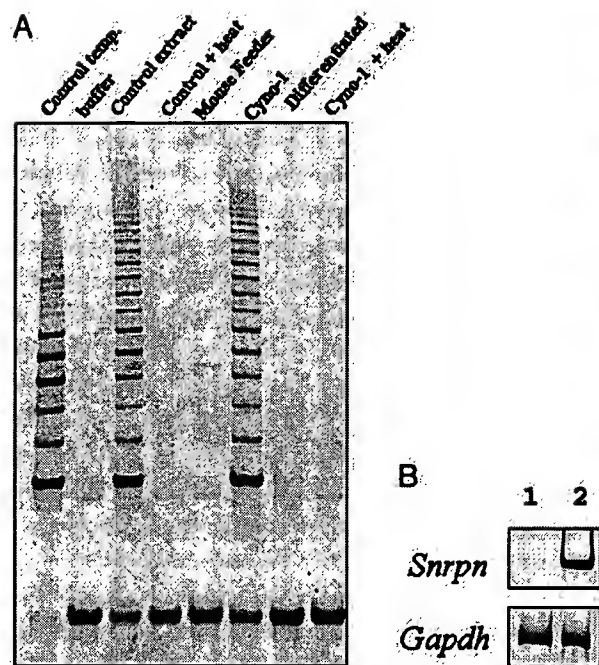 A
Control temp.
buffer
Control extract
Control + heat
Mouse Feeder
Cyno-1
Differentiated
Cyno-1 + heat
B
1 2
Snrpn
Gapdh